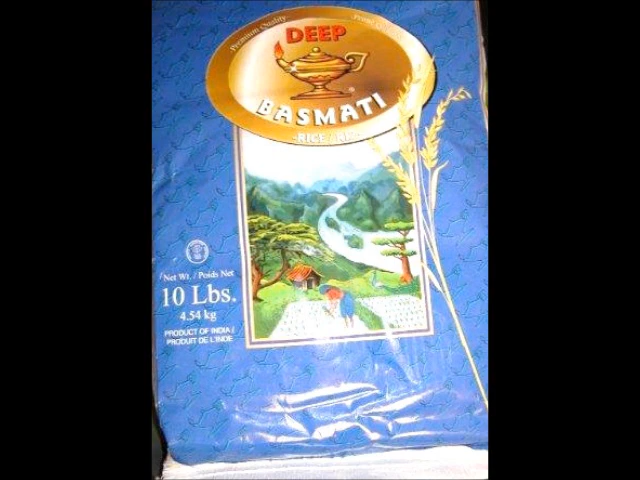 Premium Quality
DEEP
®
BASMATI
RICE
Net Wt. / Poids Net
10 Lbs.
4.54 kg
PRODUCT OF INDIA /
PRODUIT DE L'INDE